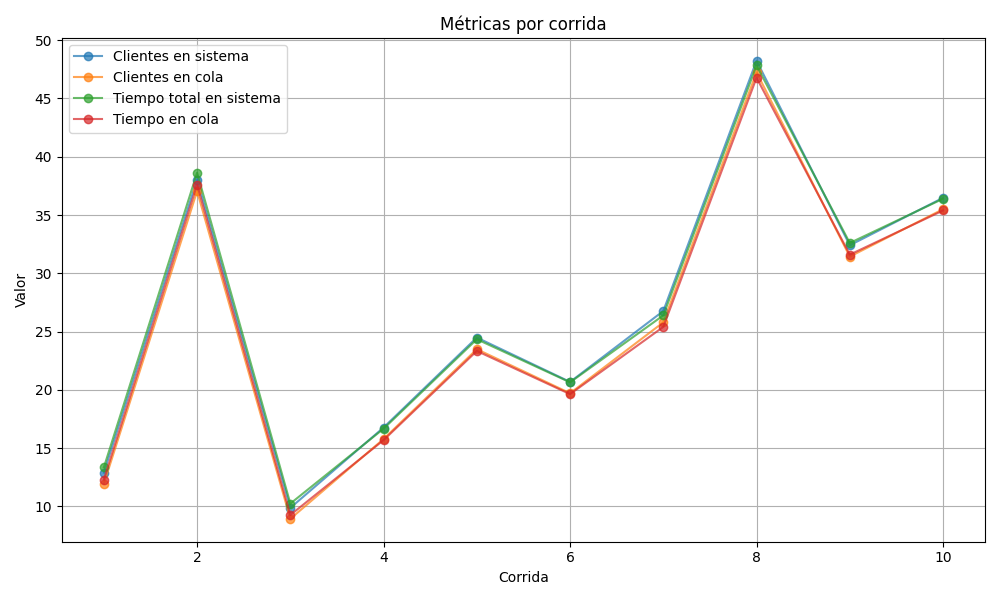 Métricas por corrida
Clientes en sistema
Clientes en cola
Tiempo total en sistema
Tiempo en cola
Valor
50
45
40
35
30
25
20
15
10
2
4
6
8
10
Corrida